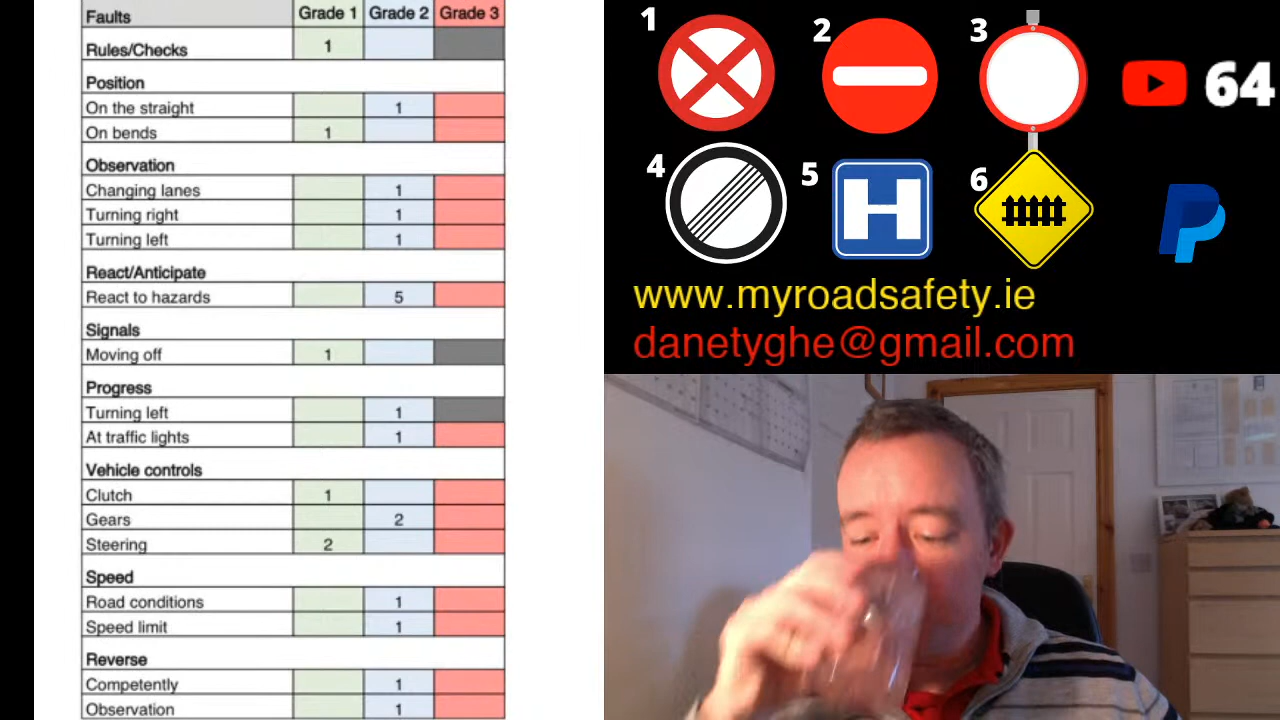 Faults Grade 1 Grade 2 Grade 3
Rules/Checks 1
Position
On the straight 1
On bends 1
Observation
Changing lanes 1
Turning right 1
Turning left 1
React/Anticipate
React to hazards 5
Signals
Moving off 1
Progress
Turning left 1
At traffic lights 1
Vehicle controls
Clutch 1
Gears 2
Steering 2
Speed
Road conditions 1
Speed limit 1
Reverse
Competently 1
Observation 1
1 2 3
64
4 5 H 6
www.myroadsafety.ie
danetyghe@gmail.com